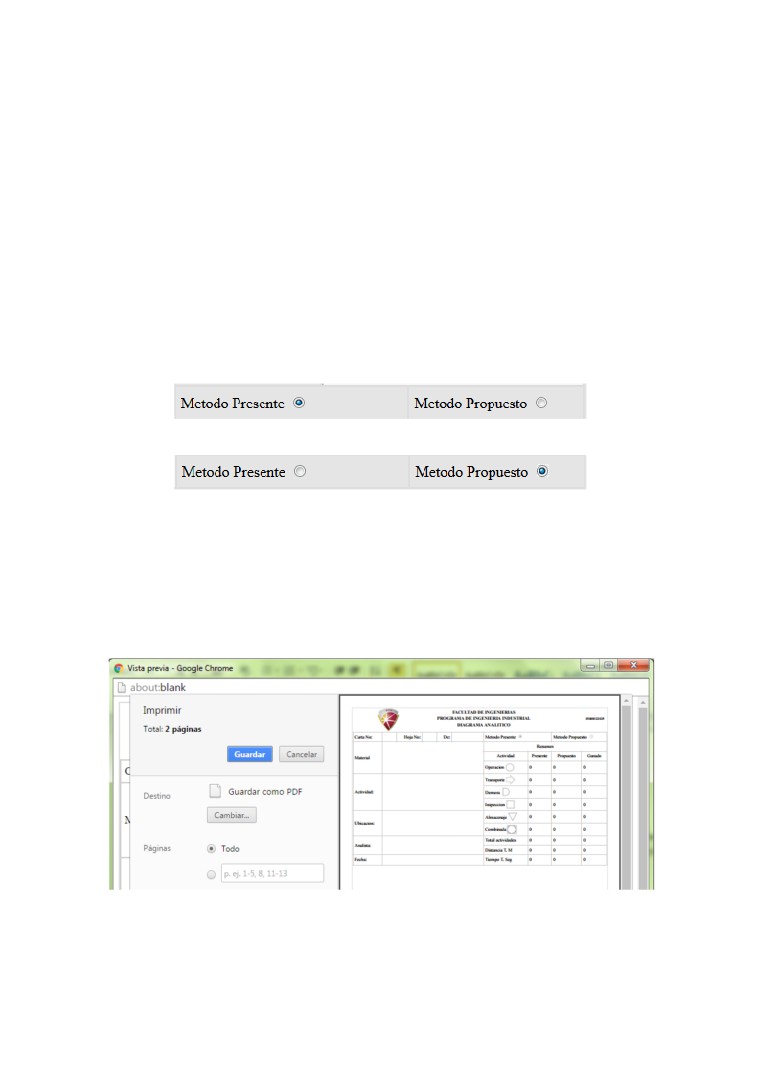 Metodo Presente Metodo Propuesto
Metodo Presente Metodo Propuesto
Vista previa - Google Chrome
about:blank
Imprimir
Total: 2 páginas
Guardar Cancelar
Destino Guardar como PDF
Cambiar...
Páginas Todo
p. ej. 1-5, 8, 11-13
FACULTAD DE INGENIERIAS
PROGRAMA DE INGENIERIA INDUSTRIAL
DIAGRAMA ANALITICO
Carta No: Hoja No: De: Metodo Presente Metodo Propuesto
Resumen
Material Actividad Presente Propuesto Ganado
Operacion 0 0 0
Transporte 0 0 0
Actividad: Demora 0 0 0
Inspeccion 0 0 0
Almacenaje 0 0 0
Ubicacion:
Combinada 0 0 0
Total actividades 0 0 0
Analista:
Distancia T. M 0 0 0
Fecha: Tiempo T. Seg 0 0 0